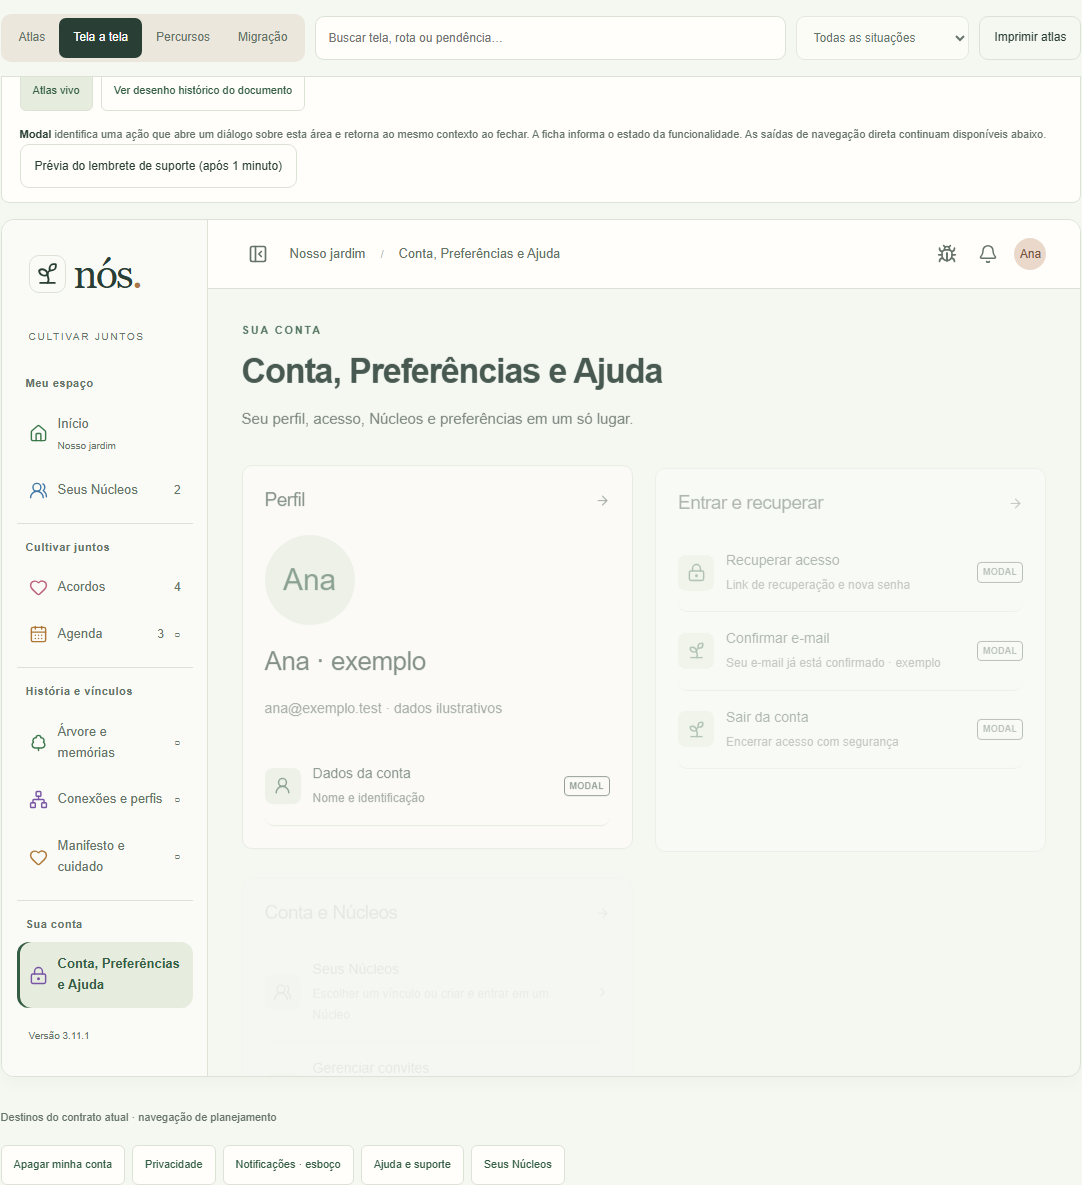 Atlas
Tela a tela
Percursos
Migração
Buscar tela, rota ou pendência...
Todas as situações
Imprimir atlas
Atlas vivo
Ver desenho histórico do documento
Modal identifica uma ação que abre um diálogo sobre esta área e retorna ao mesmo contexto ao fechar. A ficha informa o estado da funcionalidade. As saídas de navegação direta continuam disponíveis abaixo.
Prévia do lembrete de suporte (após 1 minuto)
nós.
CULTIVAR JUNTOS
Meu espaço
Início
Nosso jardim
Seus Núcleos 2
Cultivar juntos
Acordos 4
Agenda 3
História e vínculos
Árvore e
memórias
Conexões e perfis
Manifesto e
cuidado
Sua conta
Conta, Preferências
e Ajuda
Versão 3.11.1
Nosso jardim / Conta, Preferências e Ajuda
Ana
SUA CONTA
Conta, Preferências e Ajuda
Seu perfil, acesso, Núcleos e preferências em um só lugar.
Perfil
Ana
Ana · exemplo
ana@exemplo.test · dados ilustrativos
Dados da conta
Nome e identificação
MODAL
Entrar e recuperar
Recuperar acesso
Link de recuperação e nova senha
MODAL
Confirmar e-mail
Seu e-mail já está confirmado · exemplo
MODAL
Sair da conta
Encerrar acesso com segurança
MODAL
Conta e Núcleos
Seus Núcleos
Escolher um vínculo ou criar e entrar em um
Núcleo
Gerenciar convites
Destinos do contrato atual · navegação de planejamento
Apagar minha conta
Privacidade
Notificações · esboço
Ajuda e suporte
Seus Núcleos